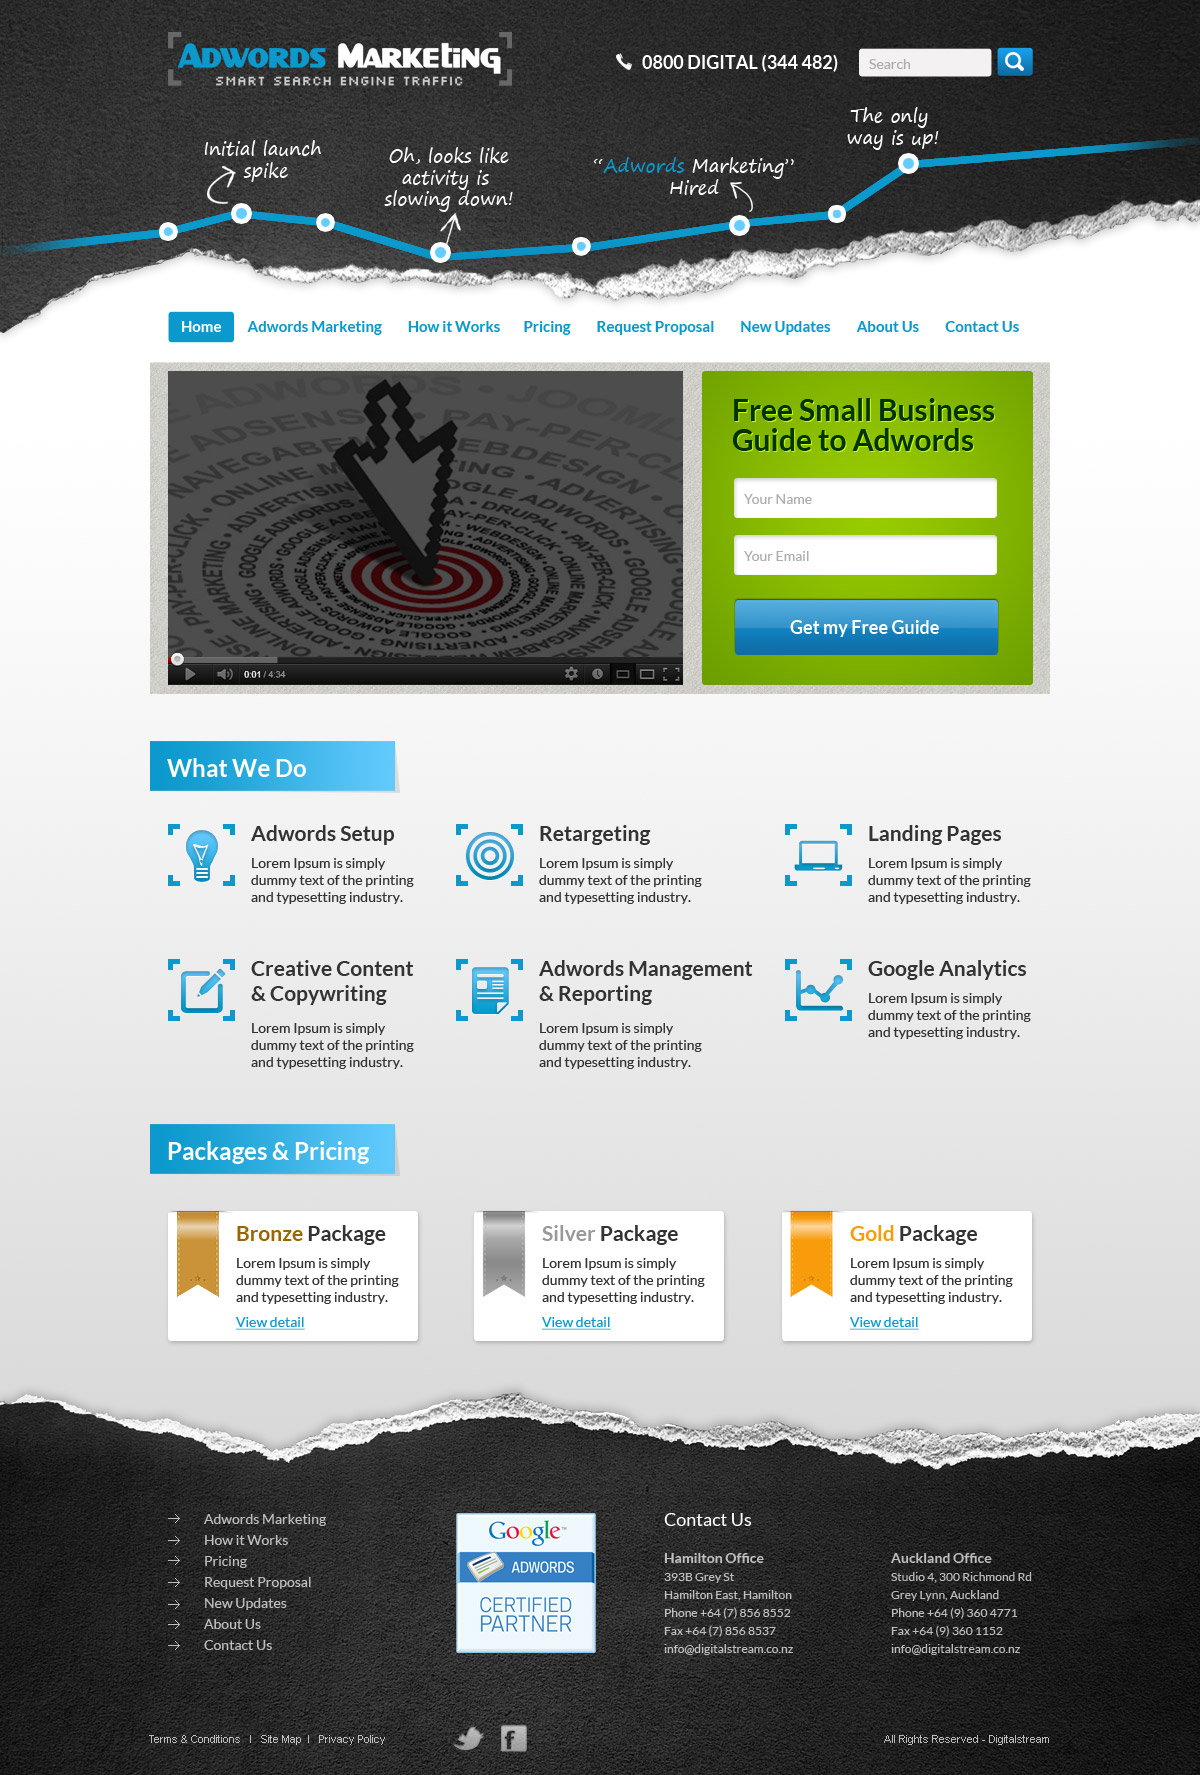 Adwords Marketing
SMART SEARCH ENGINE TRAFFIC
0800 DIGITAL (344 482)
Search
Initial launch
spike
Oh, looks like
activity is
slowing down!
“Adwords Marketing”
Hired
The only
way is up!
Home
Adwords Marketing
How it Works
Pricing
Request Proposal
New Updates
About Us
Contact Us
0:01 / 4:34
Free Small Business
Guide to Adwords
Your Name
Your Email
Get my Free Guide
What We Do
Adwords Setup
Lorem Ipsum is simply
dummy text of the printing
and typesetting industry.
Retargeting
Lorem Ipsum is simply
dummy text of the printing
and typesetting industry.
Landing Pages
Lorem Ipsum is simply
dummy text of the printing
and typesetting industry.
Creative Content
& Copywriting
Lorem Ipsum is simply
dummy text of the printing
and typesetting industry.
Adwords Management
& Reporting
Lorem Ipsum is simply
dummy text of the printing
and typesetting industry.
Google Analytics
Lorem Ipsum is simply
dummy text of the printing
and typesetting industry.
Packages & Pricing
Bronze Package
Lorem Ipsum is simply
dummy text of the printing
and typesetting industry.
View detail
Silver Package
Lorem Ipsum is simply
dummy text of the printing
and typesetting industry.
View detail
Gold Package
Lorem Ipsum is simply
dummy text of the printing
and typesetting industry.
View detail
Adwords Marketing
How it Works
Pricing
Request Proposal
New Updates
About Us
Contact Us
Google™
ADWORDS
CERTIFIED
PARTNER
Contact Us
Hamilton Office
393B Grey St
Hamilton East, Hamilton
Phone +64 (7) 856 8552
Fax +64 (7) 856 8537
info@digitalstream.co.nz
Auckland Office
Studio 4, 300 Richmond Rd
Grey Lynn, Auckland
Phone +64 (9) 360 4771
Fax +64 (9) 360 1152
info@digitalstream.co.nz
Terms & Conditions | Site Map | Privacy Policy
All Rights Reserved - Digitalstream